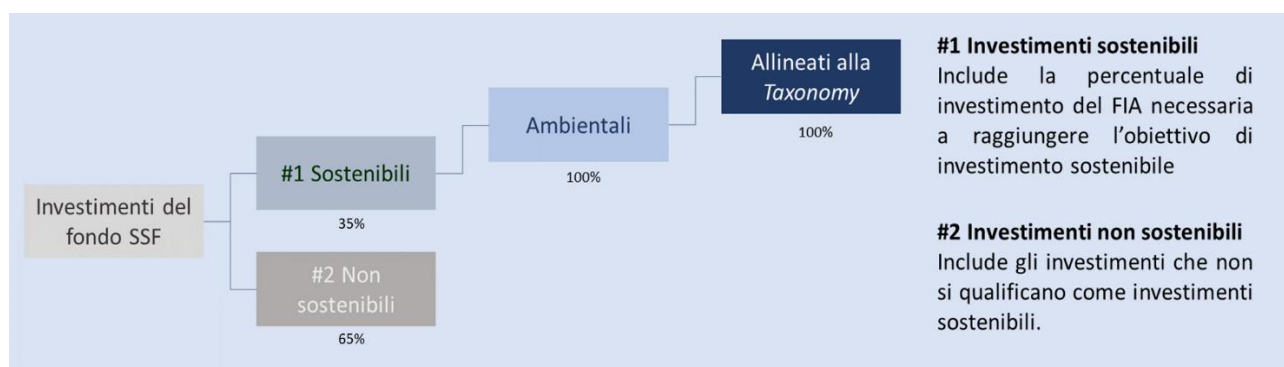 Investimenti del
fondo SSF
#1 Sostenibili
35%
#2 Non
sostenibili
65%
Ambientali
100%
Allineati alla
Taxonomy
100%
#1 Investimenti sostenibili
Include la percentuale di
investimento del FIA necessaria
a raggiungere l’obiettivo di
investimento sostenibile
#2 Investimenti non sostenibili
Include gli investimenti che non
si qualificano come investimenti
sostenibili.